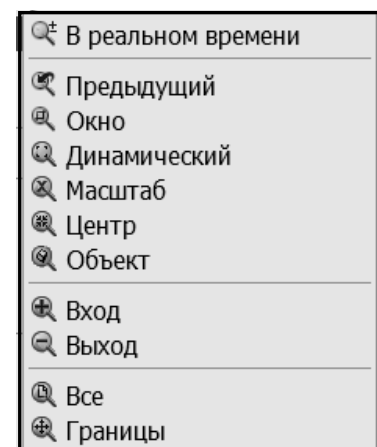 В реальном времени
Предыдущий
Окно
Динамический
Масштаб
Центр
Объект
Вход
Выход
Все
Границы